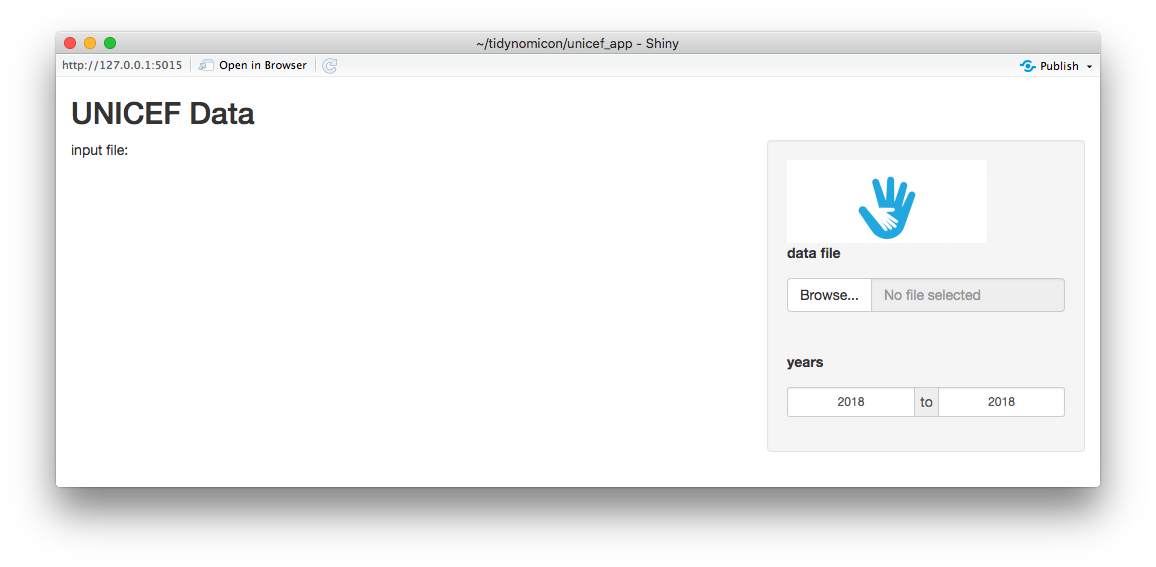 ~/tidynomicon/unicef_app - Shiny
http://127.0.0.1:5015 Open in Browser Publish
UNICEF Data
input file:
data file
Browse... No file selected
years
2018 to 2018